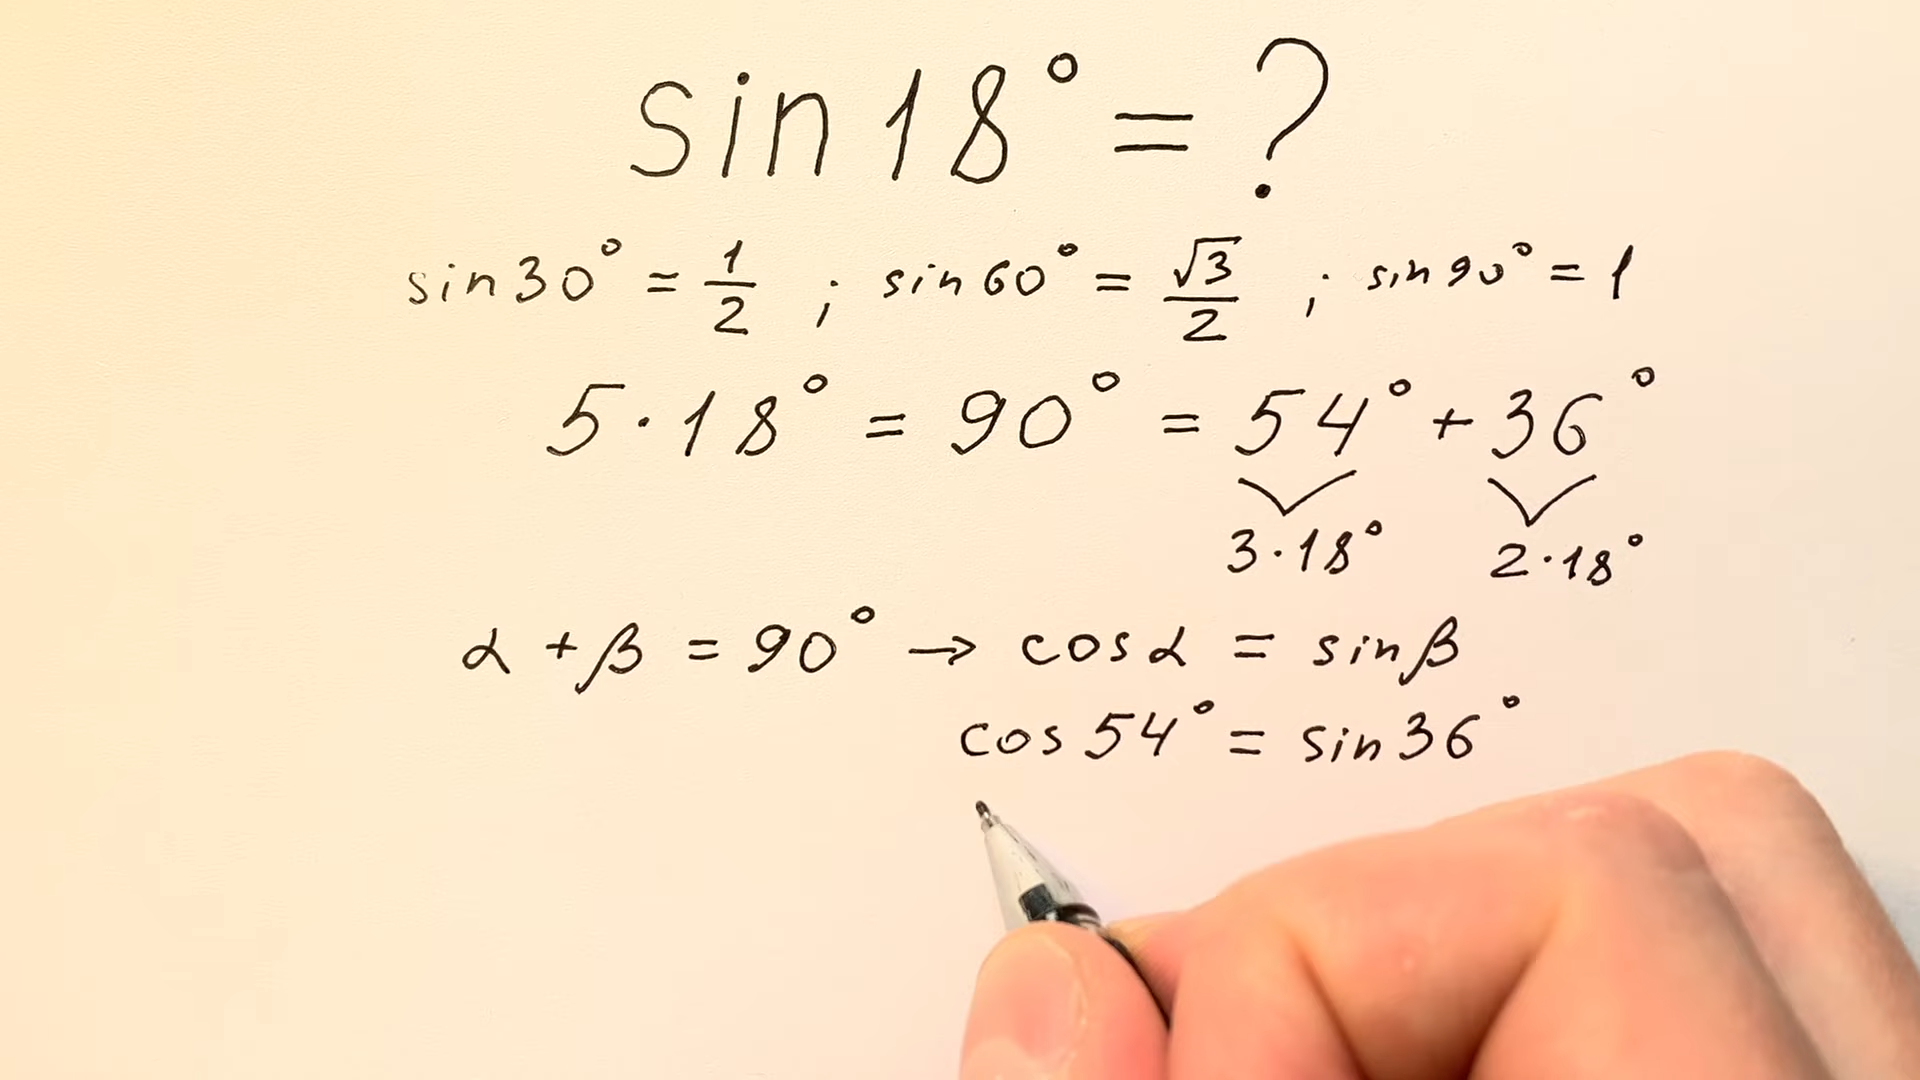 sin 18° = ?
sin 30° = 1/2 ; sin 60° = √3/2 ; sin 90° = 1
5 · 18° = 90° = 54° + 36°
3 · 18° 2 · 18°
α + β = 90° → cos α = sin β
cos 54° = sin 36°